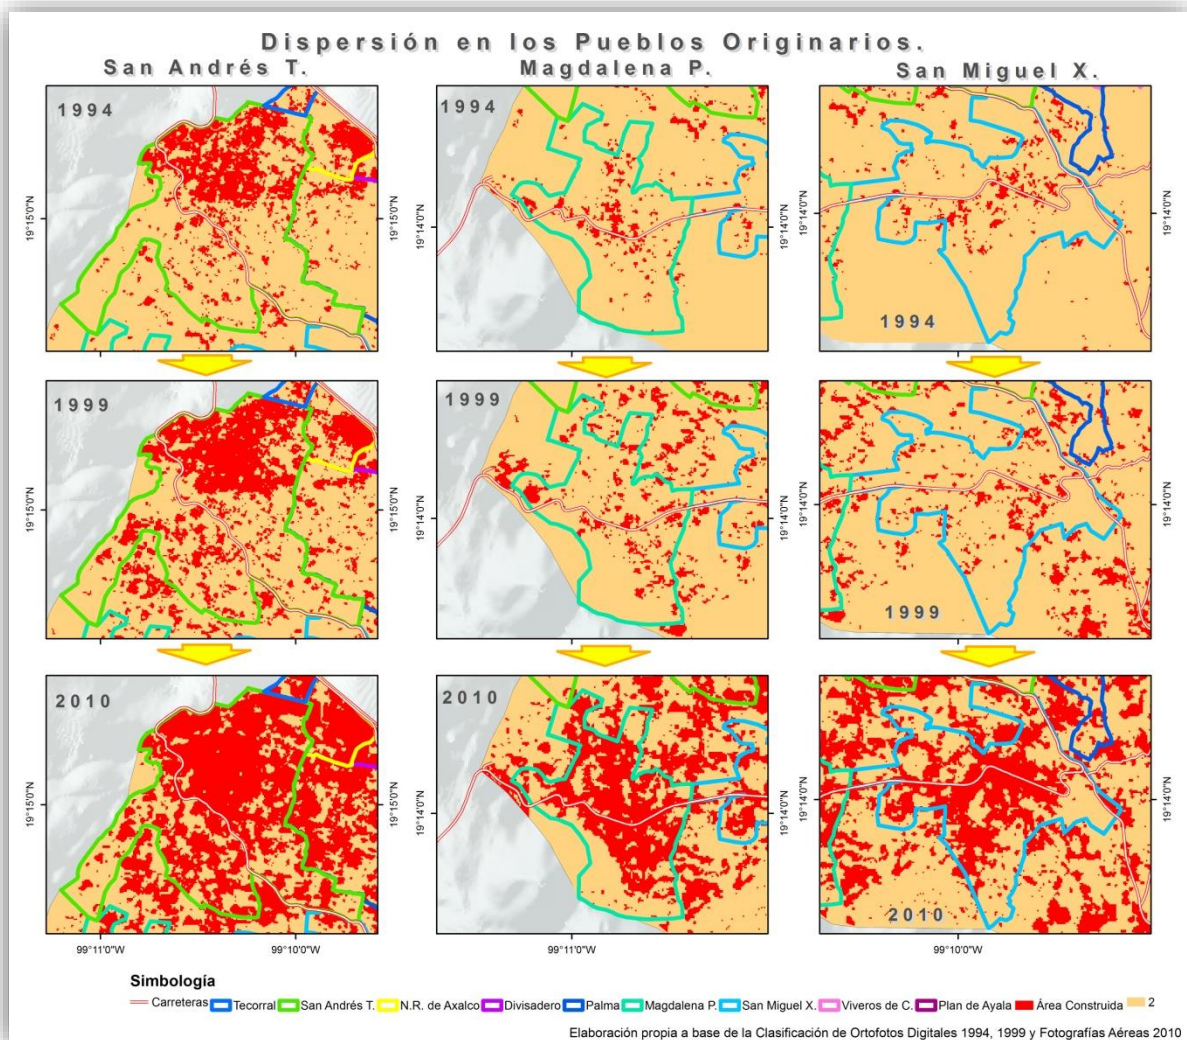 Dispersión en los Pueblos Originarios.
San Andrés T.
Magdalena P.
San Miguel X.
1994
1994
1994
19°15'0"N
19°14'0"N
19°14'0"N
19°14'0"N
19°14'0"N
1999
1999
1999
19°15'0"N
19°14'0"N
19°14'0"N
19°14'0"N
19°14'0"N
2010
2010
2010
19°15'0"N
19°14'0"N
19°14'0"N
19°14'0"N
19°14'0"N
99°11'0"W
99°10'0"W
99°11'0"W
99°10'0"W
Simbología
Carreteras Tecorral San Andrés T. N.R. de Axalco Divisadero Palma Magdalena P. San Miguel X. Viveros de C. Plan de Ayala Área Construida 2
Elaboración propia a base de la Clasificación de Ortofotos Digitales 1994, 1999 y Fotografías Aéreas 2010